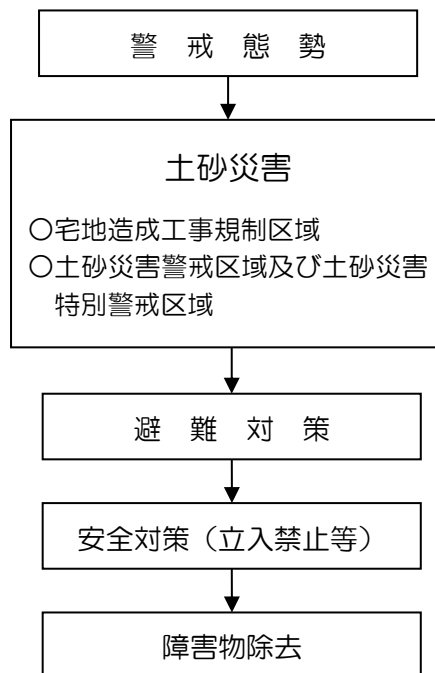 警　戒　態　勢
土砂災害
○宅地造成工事規制区域
○土砂災害警戒区域及び土砂災害
特別警戒区域
避　難　対　策
安全対策（立入禁止等）
障害物除去